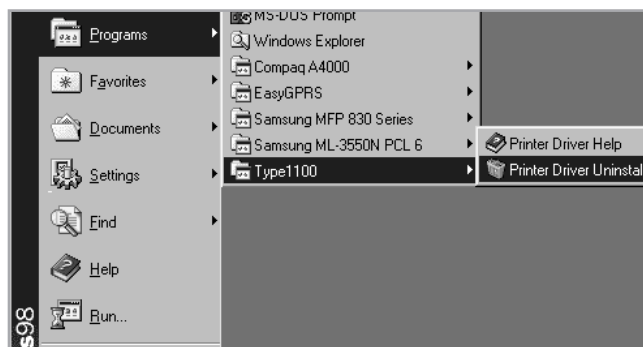 Programs
Favorites
Documents
Settings
Find
Help
Run...
s98
MS-DOS Prompt
Windows Explorer
Compaq A4000
EasyGPRS
Samsung MFP 830 Series
Samsung ML-3550N PCL 6
Type1100
Printer Driver Help
Printer Driver Uninstal